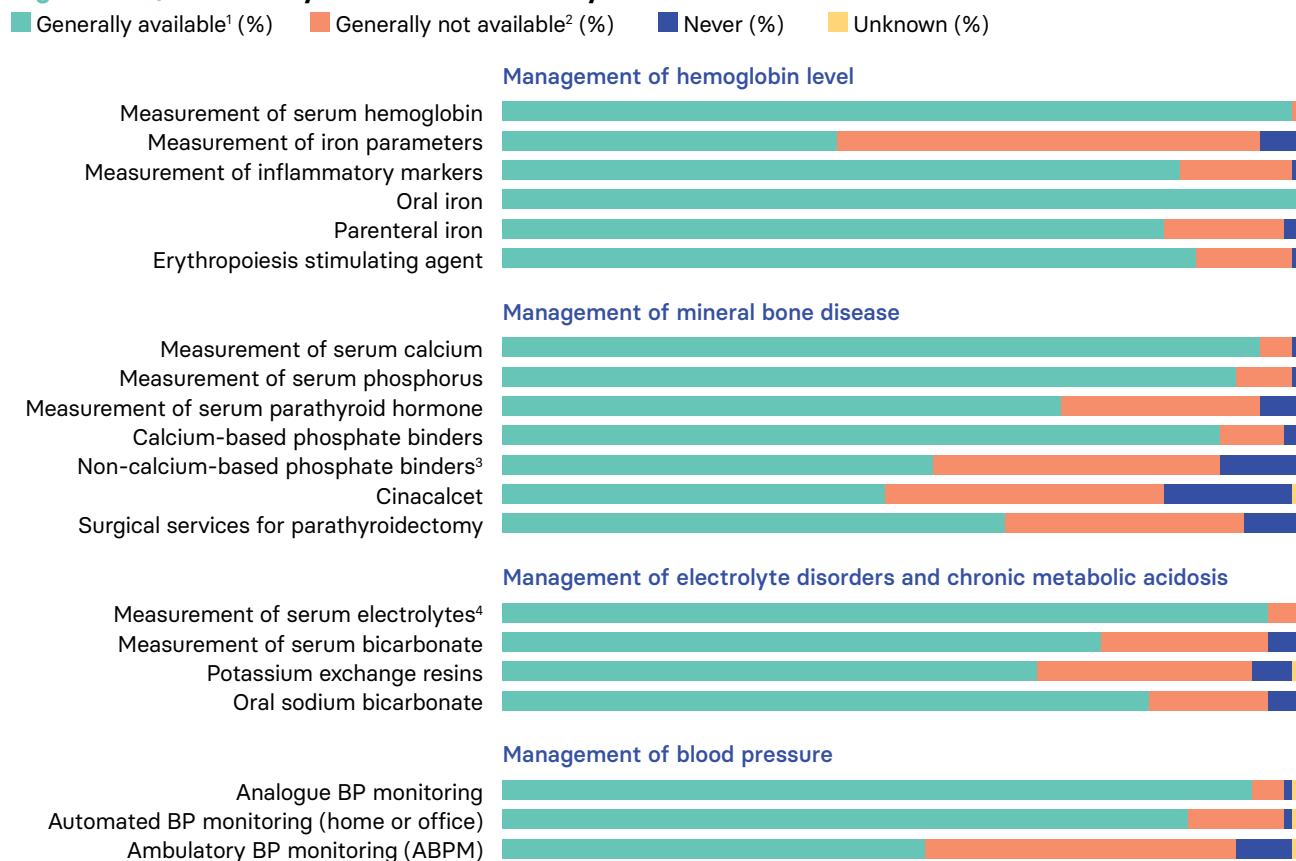 Generally available¹ (%) Generally not available² (%) Never (%) Unknown (%)
Management of hemoglobin level
Measurement of serum hemoglobin
Measurement of iron parameters
Measurement of inflammatory markers
Oral iron
Parenteral iron
Erythropoiesis stimulating agent
Management of mineral bone disease
Measurement of serum calcium
Measurement of serum phosphorus
Measurement of serum parathyroid hormone
Calcium-based phosphate binders
Non-calcium-based phosphate binders³
Cinacalcet
Surgical services for parathyroidectomy
Management of electrolyte disorders and chronic metabolic acidosis
Measurement of serum electrolytes⁴
Measurement of serum bicarbonate
Potassium exchange resins
Oral sodium bicarbonate
Management of blood pressure
Analogue BP monitoring
Automated BP monitoring (home or office)
Ambulatory BP monitoring (ABPM)